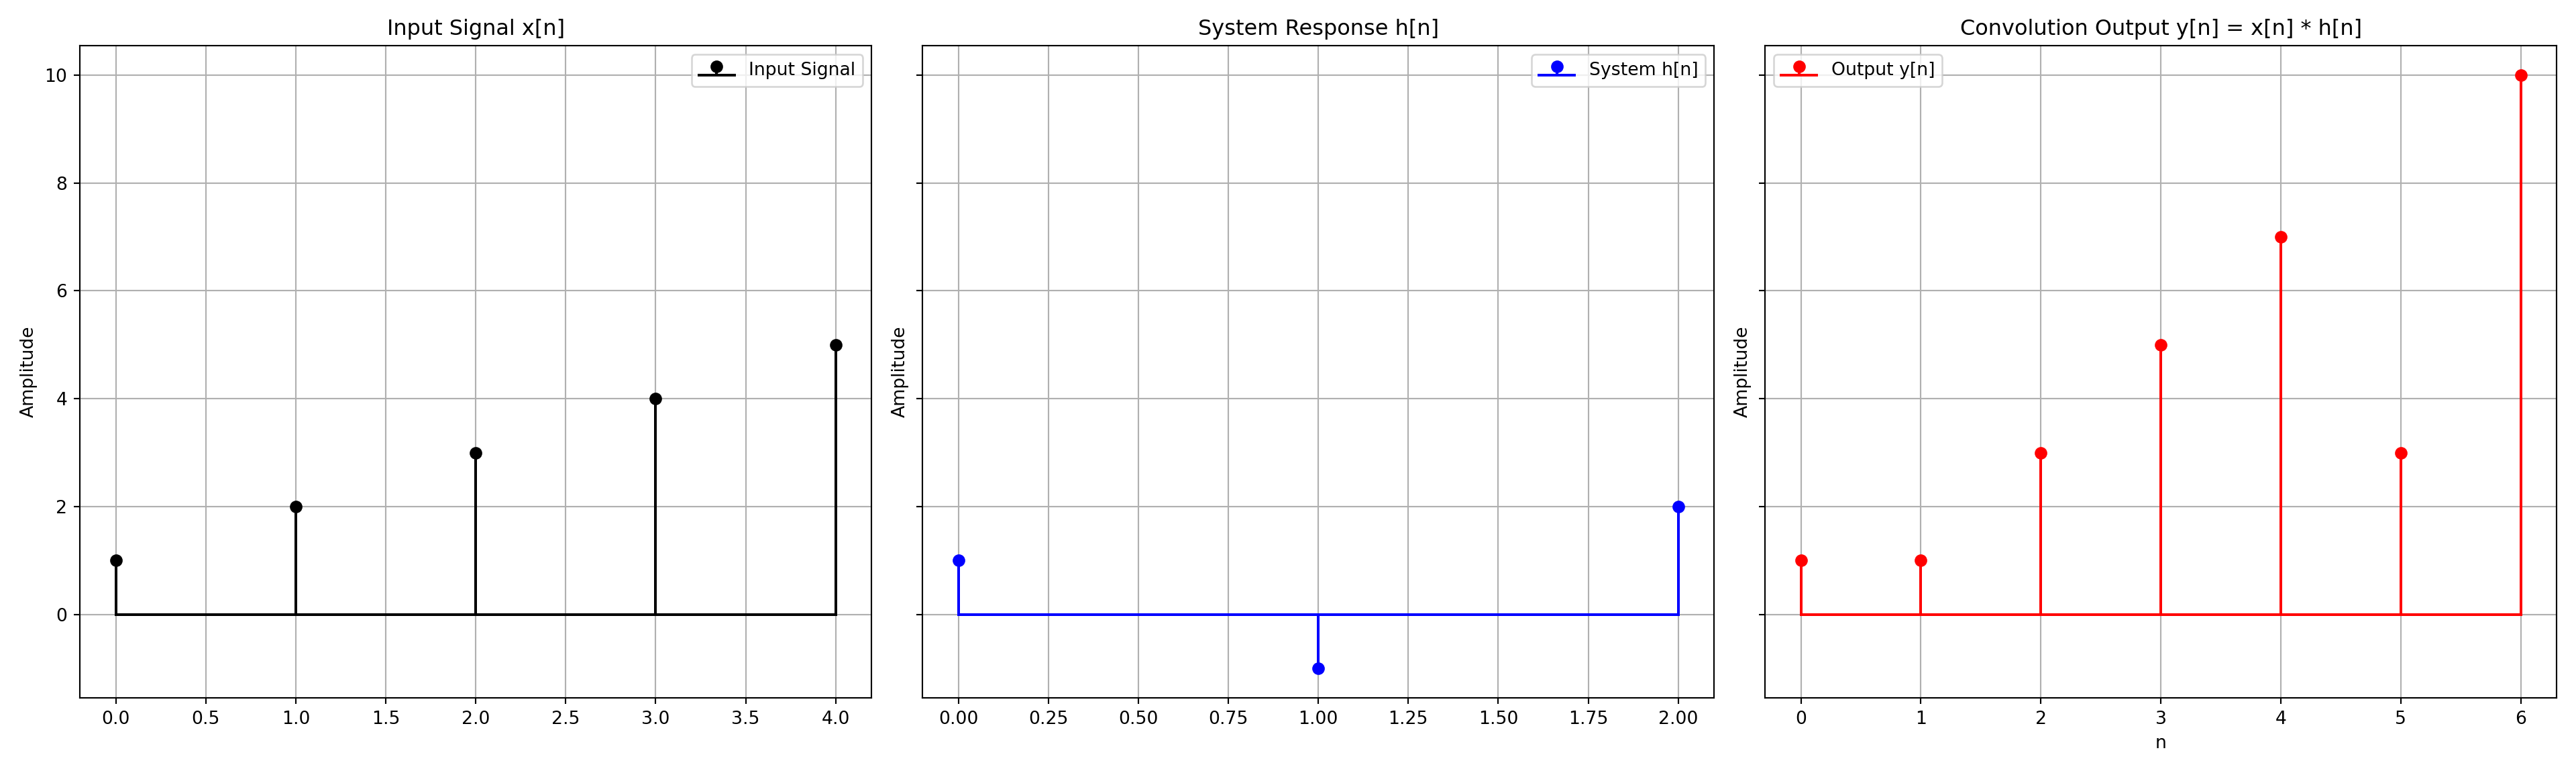 Input Signal x[n]
Input Signal
Amplitude
10
8
6
4
2
0
0.0 0.5 1.0 1.5 2.0 2.5 3.0 3.5 4.0
System Response h[n]
System h[n]
Amplitude
0.00 0.25 0.50 0.75 1.00 1.25 1.50 1.75 2.00
Convolution Output y[n] = x[n] * h[n]
Output y[n]
Amplitude
0 1 2 3 4 5 6
n